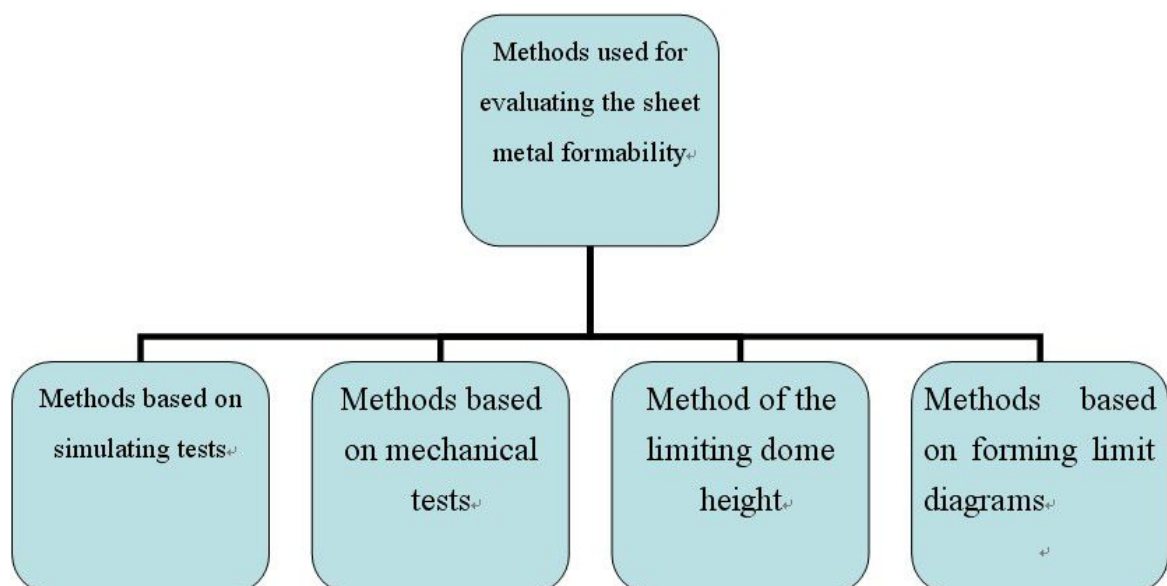 Methods used for
evaluating the sheet
metal formability
Methods based on
simulating tests
Methods based
on mechanical
tests
Method of the
limiting dome
height
Methods based
on forming limit
diagrams